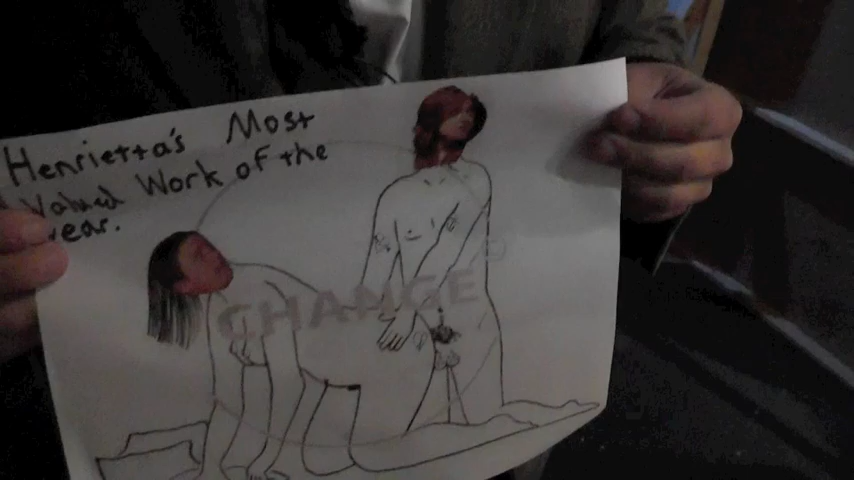 Henrietta's Most
Valued Work of the
year.
CHANGE